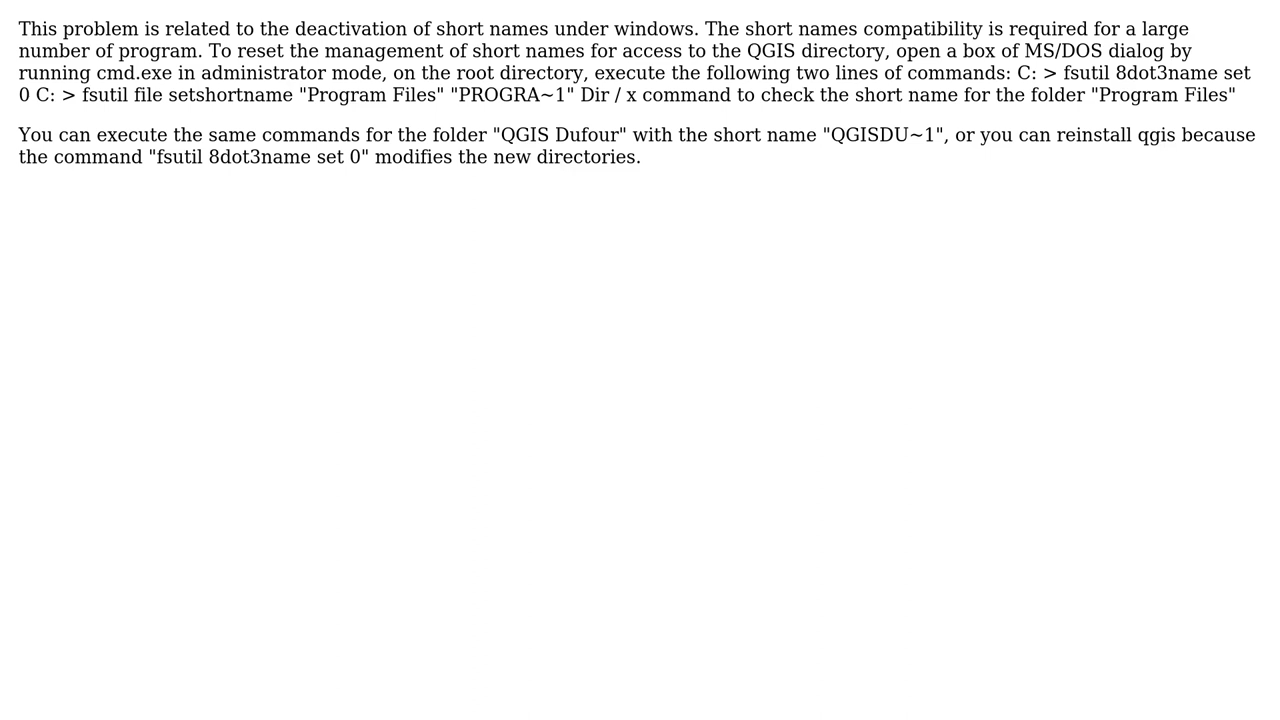 This problem is related to the deactivation of short names under windows. The short names compatibility is required for a large
number of program. To reset the management of short names for access to the QGIS directory, open a box of MS/DOS dialog by
running cmd.exe in administrator mode, on the root directory, execute the following two lines of commands: C: > fsutil 8dot3name set
0 C: > fsutil file setshortname "Program Files" "PROGRA~1" Dir / x command to check the short name for the folder "Program Files"
You can execute the same commands for the folder "QGIS Dufour" with the short name "QGISDU~1", or you can reinstall qgis because
the command "fsutil 8dot3name set 0" modifies the new directories.